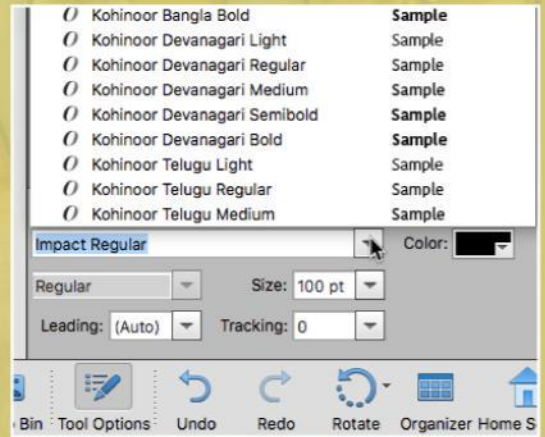 O Kohinoor Bangla Bold Sample
O Kohinoor Devanagari Light Sample
O Kohinoor Devanagari Regular Sample
O Kohinoor Devanagari Medium Sample
O Kohinoor Devanagari Semibold Sample
O Kohinoor Devanagari Bold Sample
O Kohinoor Telugu Light Sample
O Kohinoor Telugu Regular Sample
O Kohinoor Telugu Medium Sample
Impact Regular Color:
Regular Size: 100 pt
Leading: (Auto) Tracking: 0
Bin Tool Options Undo Redo Rotate Organizer Home S